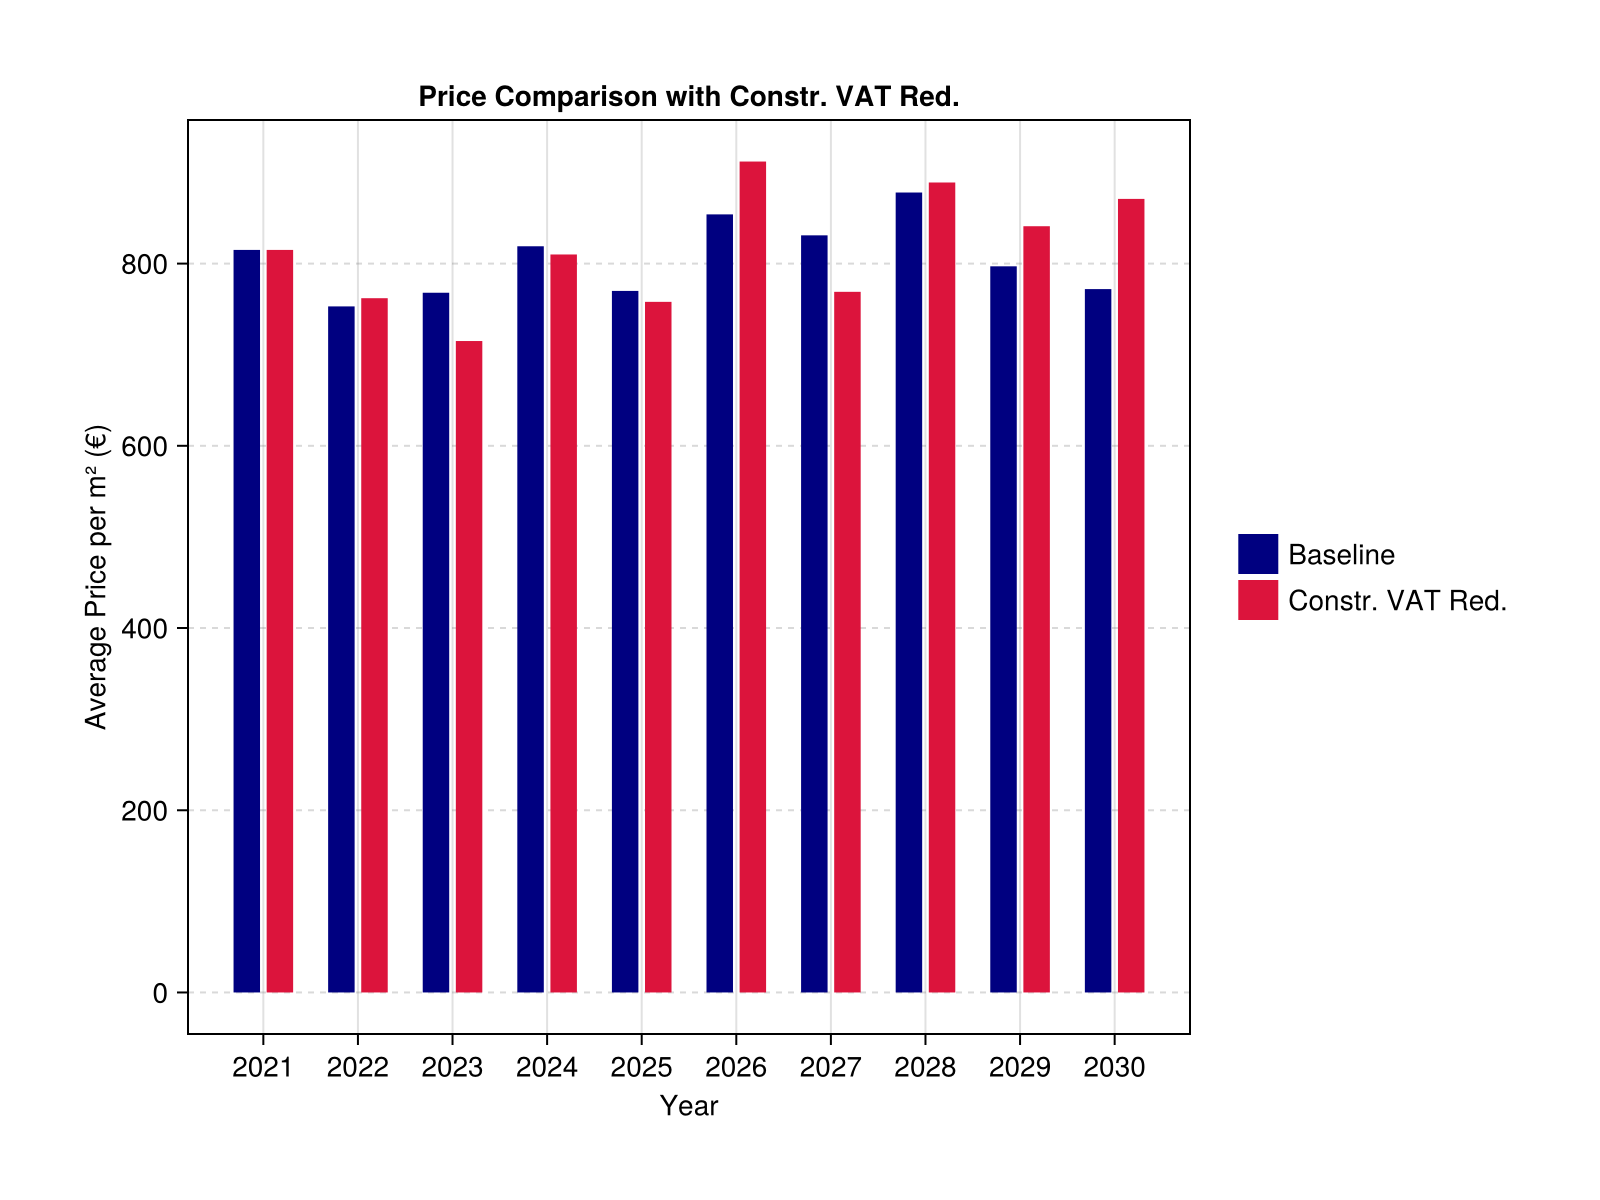 Price Comparison with Constr. VAT Red.
Average Price per m² (€)
800
600
400
200
0
2021 2022 2023 2024 2025 2026 2027 2028 2029 2030
Year
Baseline
Constr. VAT Red.